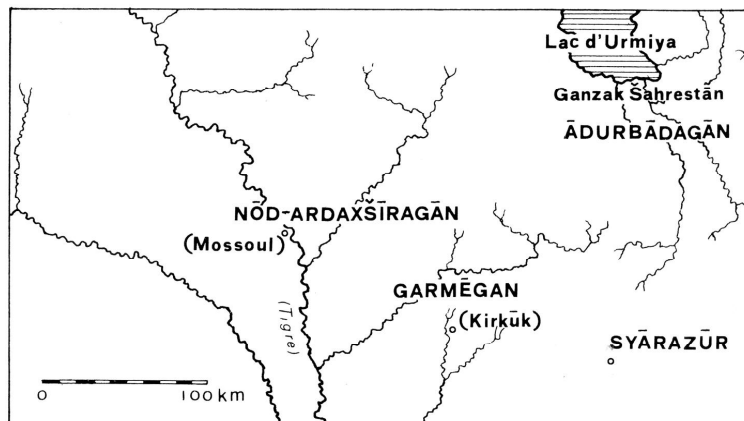 Lac d'Urmiya
Ganzak Šahrestān
ĀDURBĀDAGĀN
NŌD-ARDAXŠĪRAGĀN
(Mossoul)
GARMĒGAN
(Tigre)
(Kirkūk)
SYĀRAZŪR
0 100 km